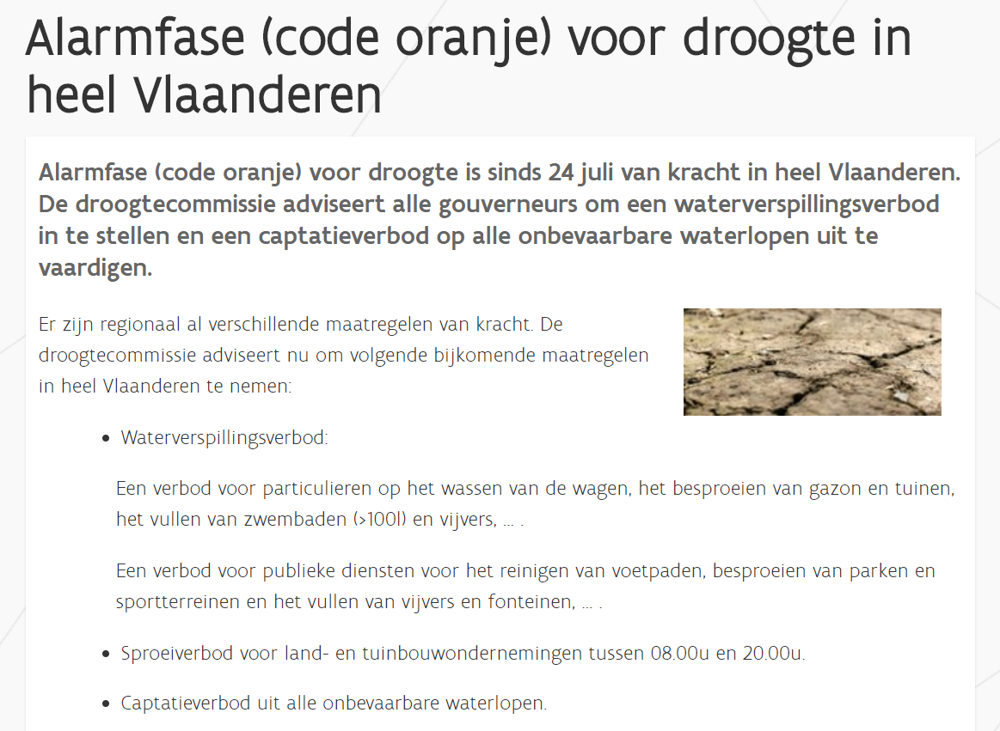 Alarmfase (code oranje) voor droogte in
heel Vlaanderen
Alarmfase (code oranje) voor droogte is sinds 24 juli van kracht in heel Vlaanderen.
De droogtecommissie adviseert alle gouverneurs om een waterverspillingsverbod
in te stellen en een captatieverbod op alle onbevaarbare waterlopen uit te
vaardigen.
Er zijn regionaal al verschillende maatregelen van kracht. De
droogtecommissie adviseert nu om volgende bijkomende maatregelen
in heel Vlaanderen te nemen:
• Waterverspillingsverbod:
Een verbod voor particulieren op het wassen van de wagen, het besproeien van gazon en tuinen,
het vullen van zwembaden (>100l) en vijvers, ... .
Een verbod voor publieke diensten voor het reinigen van voetpaden, besproeien van parken en
sportterreinen en het vullen van vijvers en fonteinen, ... .
• Sproeiverbod voor land- en tuinbouwondernemingen tussen 08.00u en 20.00u.
• Captatieverbod uit alle onbevaarbare waterlopen.